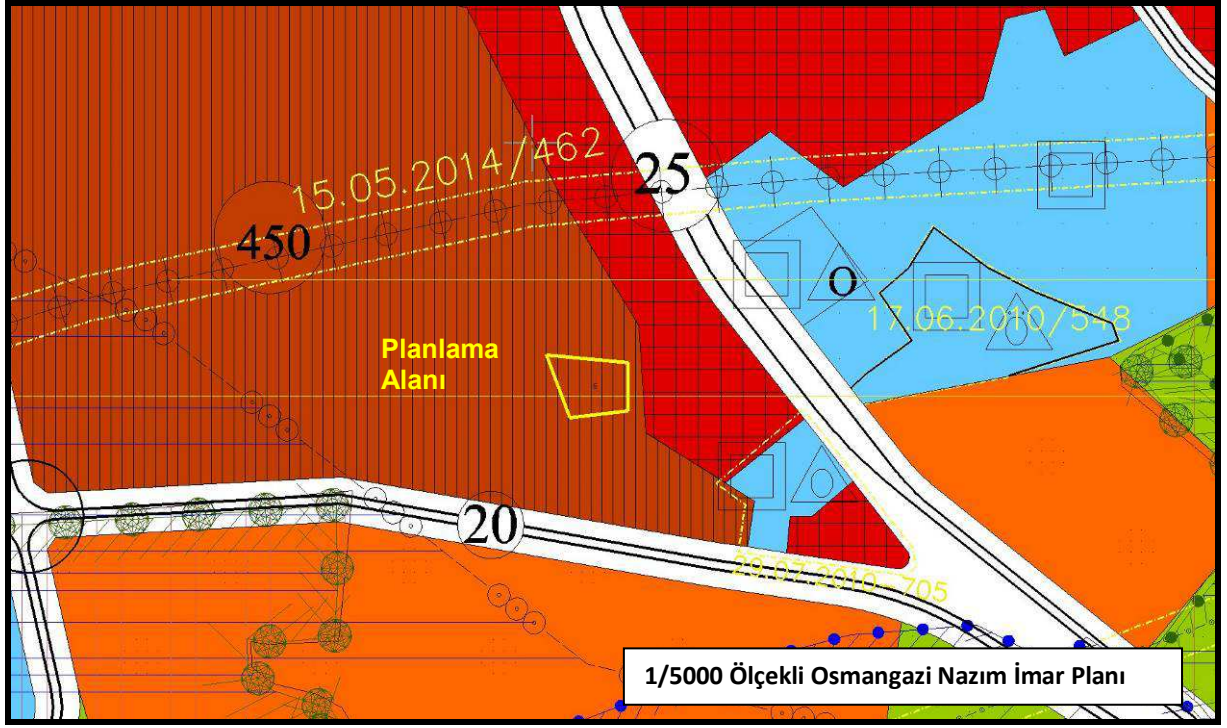 15.05.2014/462
25
450
O
17.06.2010/548
Planlama
Alanı
20
29.07.2010-705
1/5000 Ölçekli Osmangazi Nazım İmar Planı